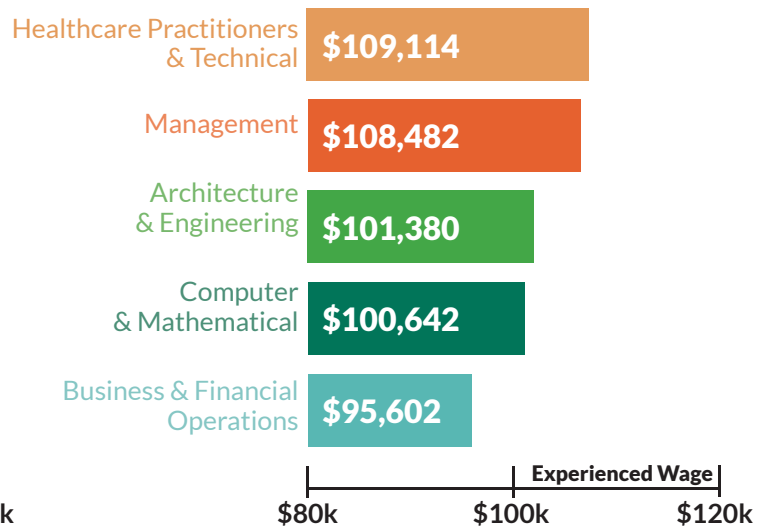 Healthcare Practitioners
& Technical
$109,114
Management
$108,482
Architecture
& Engineering
$101,380
Computer
& Mathematical
$100,642
Business & Financial
Operations
$95,602
Experienced Wage
k
$80k
$100k
$120k